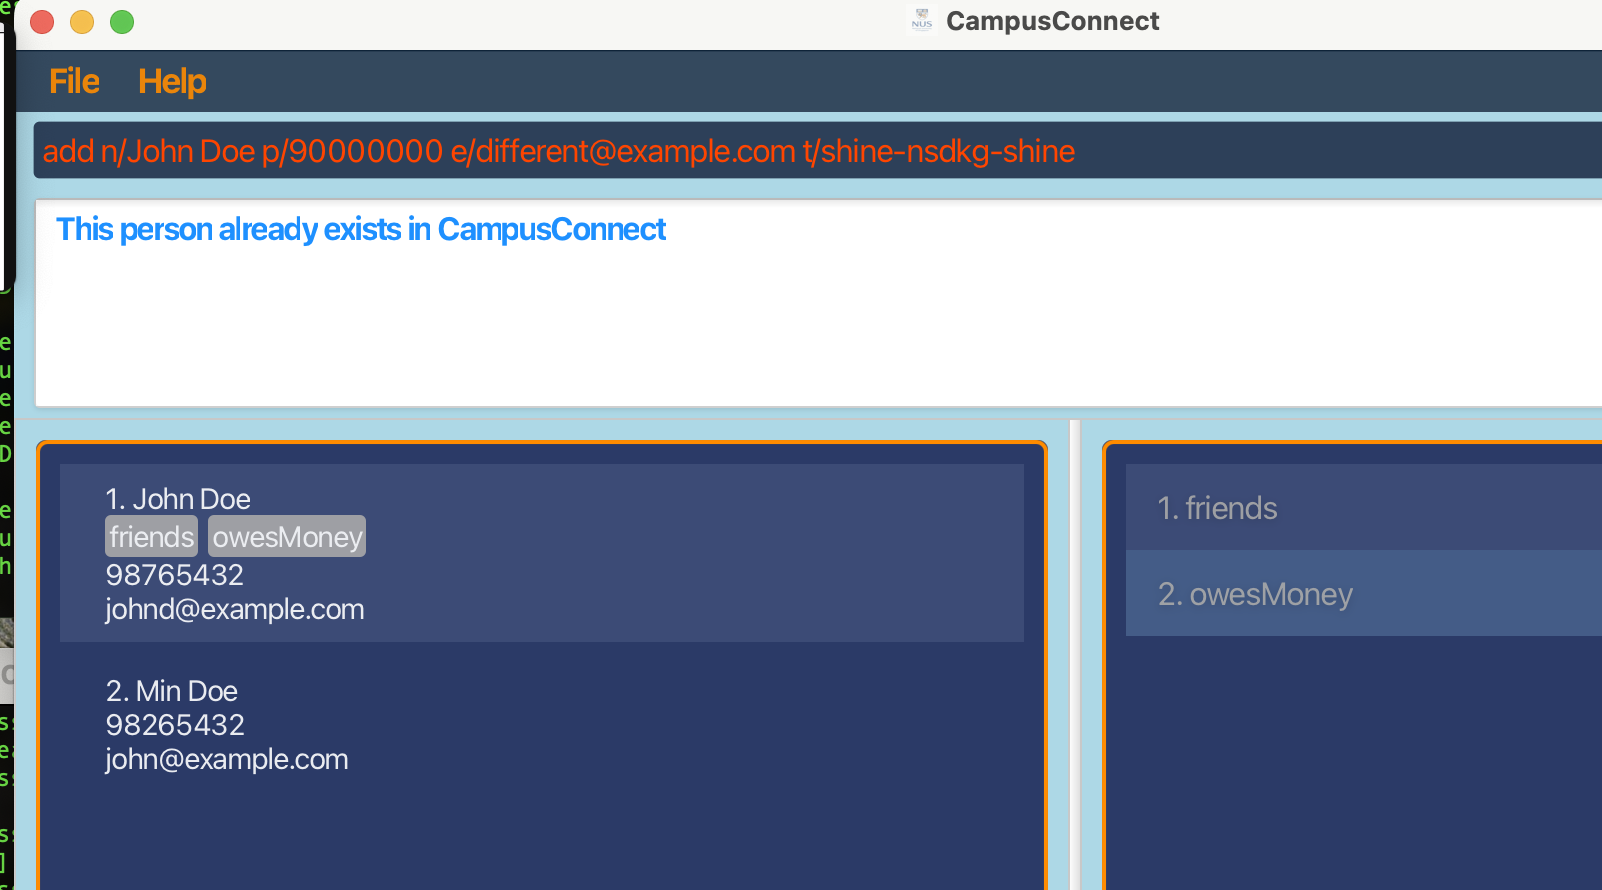 NUS CampusConnect
File Help
add n/John Doe p/90000000 e/different@example.com t/shine-nsdkg-shine
This person already exists in CampusConnect
1. John Doe
friends owesMoney
98765432
johnd@example.com
2. Min Doe
98265432
john@example.com
1. friends
2. owesMoney